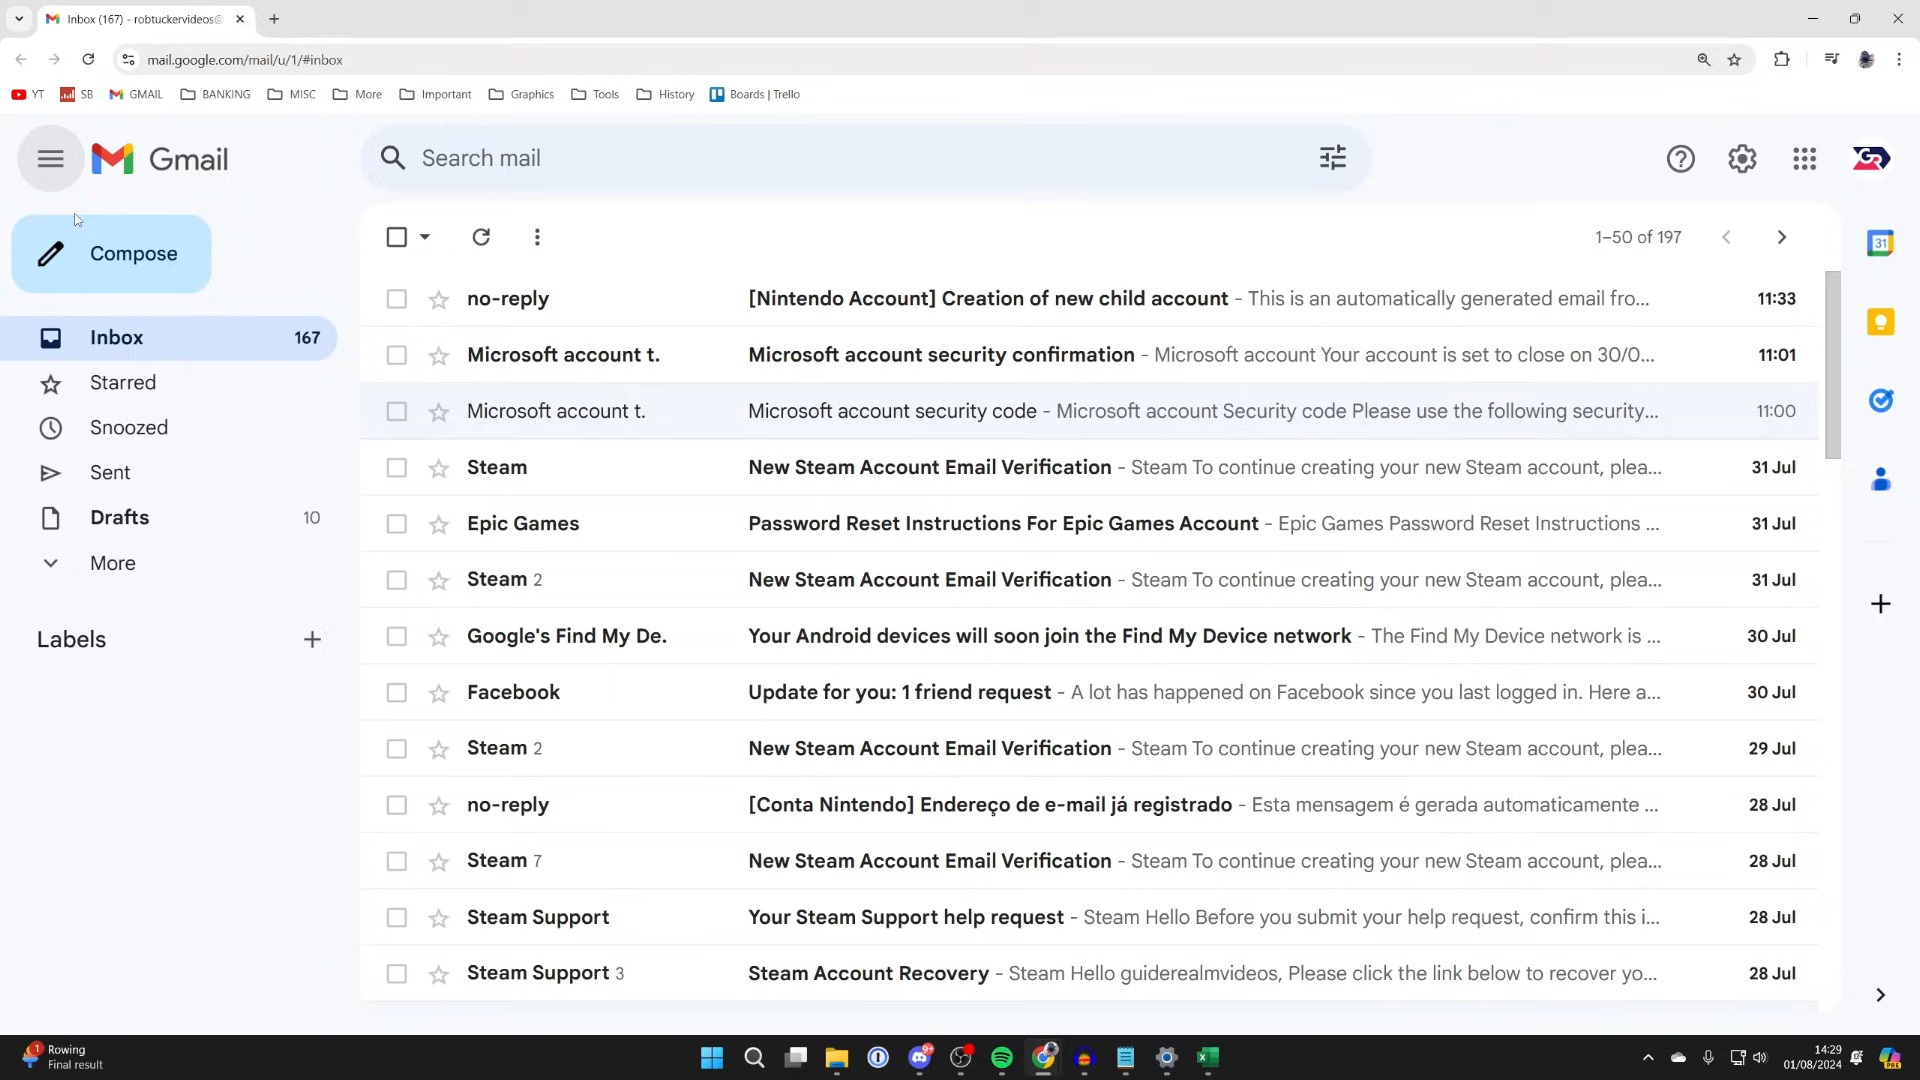 Inbox (167) - robtuckervideos@
mail.google.com/mail/u/1/#inbox
YT SB GMAIL BANKING MISC More Important Graphics Tools History Boards | Trello
Gmail
Search mail
Compose
1–50 of 197
31
Inbox 167
Starred
Snoozed
Sent
Drafts 10
More
Labels
no-reply [Nintendo Account] Creation of new child account - This is an automatically generated email fro... 11:33
Microsoft account t. Microsoft account security confirmation - Microsoft account Your account is set to close on 30/0... 11:01
Microsoft account t. Microsoft account security code - Microsoft account Security code Please use the following security... 11:00
Steam New Steam Account Email Verification - Steam To continue creating your new Steam account, plea... 31 Jul
Epic Games Password Reset Instructions For Epic Games Account - Epic Games Password Reset Instructions ... 31 Jul
Steam 2 New Steam Account Email Verification - Steam To continue creating your new Steam account, plea... 31 Jul
Google's Find My De. Your Android devices will soon join the Find My Device network - The Find My Device network is ... 30 Jul
Facebook Update for you: 1 friend request - A lot has happened on Facebook since you last logged in. Here a... 30 Jul
Steam 2 New Steam Account Email Verification - Steam To continue creating your new Steam account, plea... 29 Jul
no-reply [Conta Nintendo] Endereço de e-mail já registrado - Esta mensagem é gerada automaticamente ... 28 Jul
Steam 7 New Steam Account Email Verification - Steam To continue creating your new Steam account, plea... 28 Jul
Steam Support Your Steam Support help request - Steam Hello Before you submit your help request, confirm this i... 28 Jul
Steam Support 3 Steam Account Recovery - Steam Hello guiderealmvideos, Please click the link below to recover yo... 28 Jul
1 Rowing
Final result
9+
14:29
01/08/2024
PRE